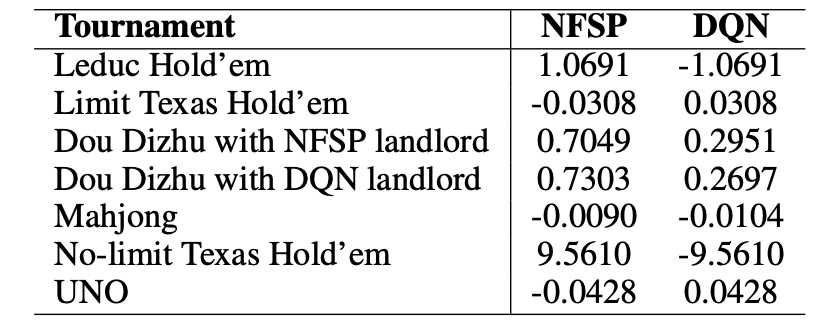 Tournament NFSP DQN
Leduc Hold’em 1.0691 -1.0691
Limit Texas Hold’em -0.0308 0.0308
Dou Dizhu with NFSP landlord 0.7049 0.2951
Dou Dizhu with DQN landlord 0.7303 0.2697
Mahjong -0.0090 -0.0104
No-limit Texas Hold’em 9.5610 -9.5610
UNO -0.0428 0.0428